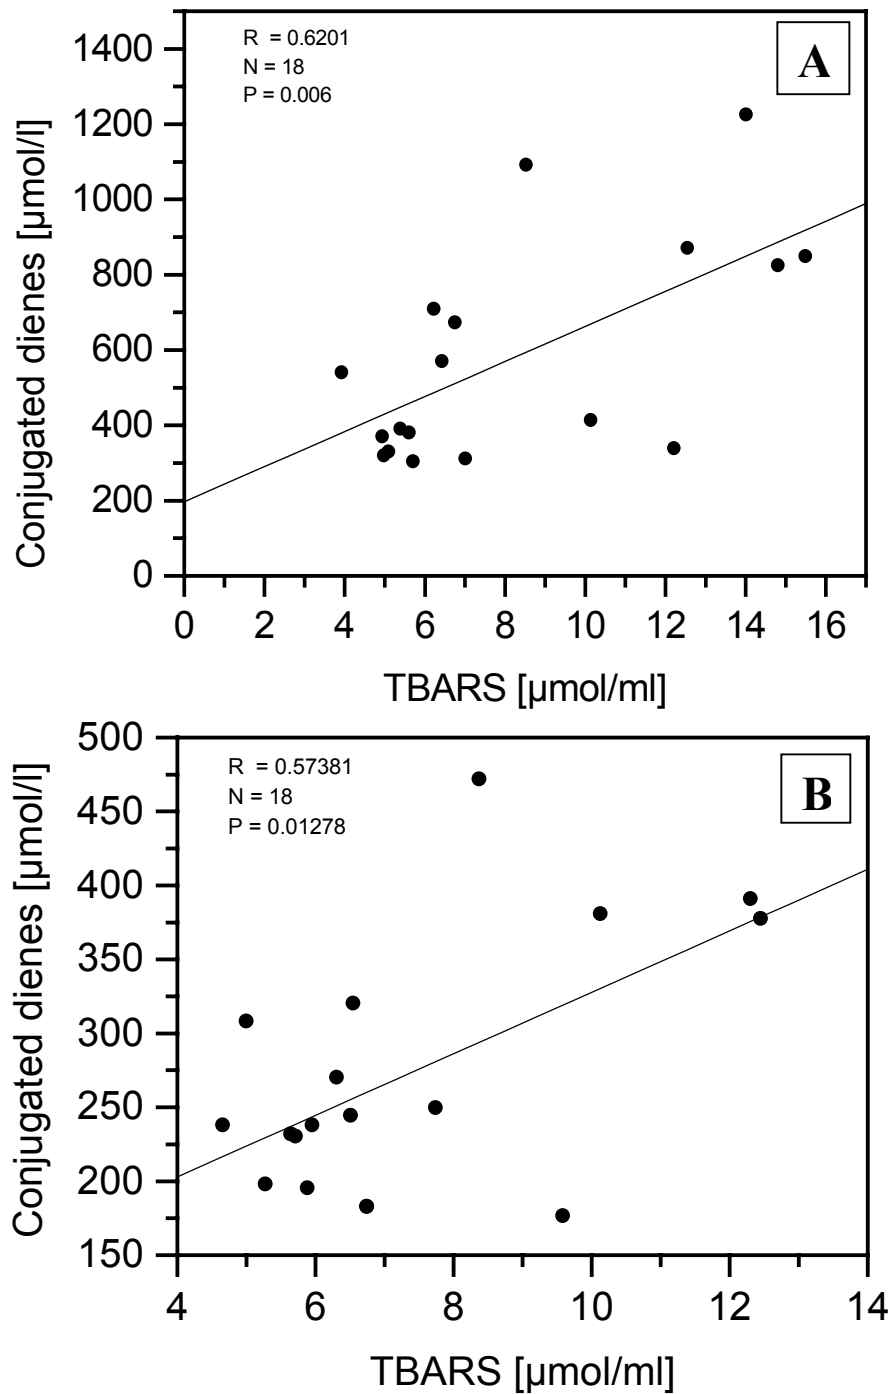 R = 0.6201
N = 18
P = 0.006
A
Conjugated dienes [µmol/l]
1400
1200
1000
800
600
400
200
0
0 2 4 6 8 10 12 14 16
TBARS [µmol/ml]
R = 0.57381
N = 18
P = 0.01278
B
Conjugated dienes [µmol/l]
500
450
400
350
300
250
200
150
4 6 8 10 12 14
TBARS [µmol/ml]